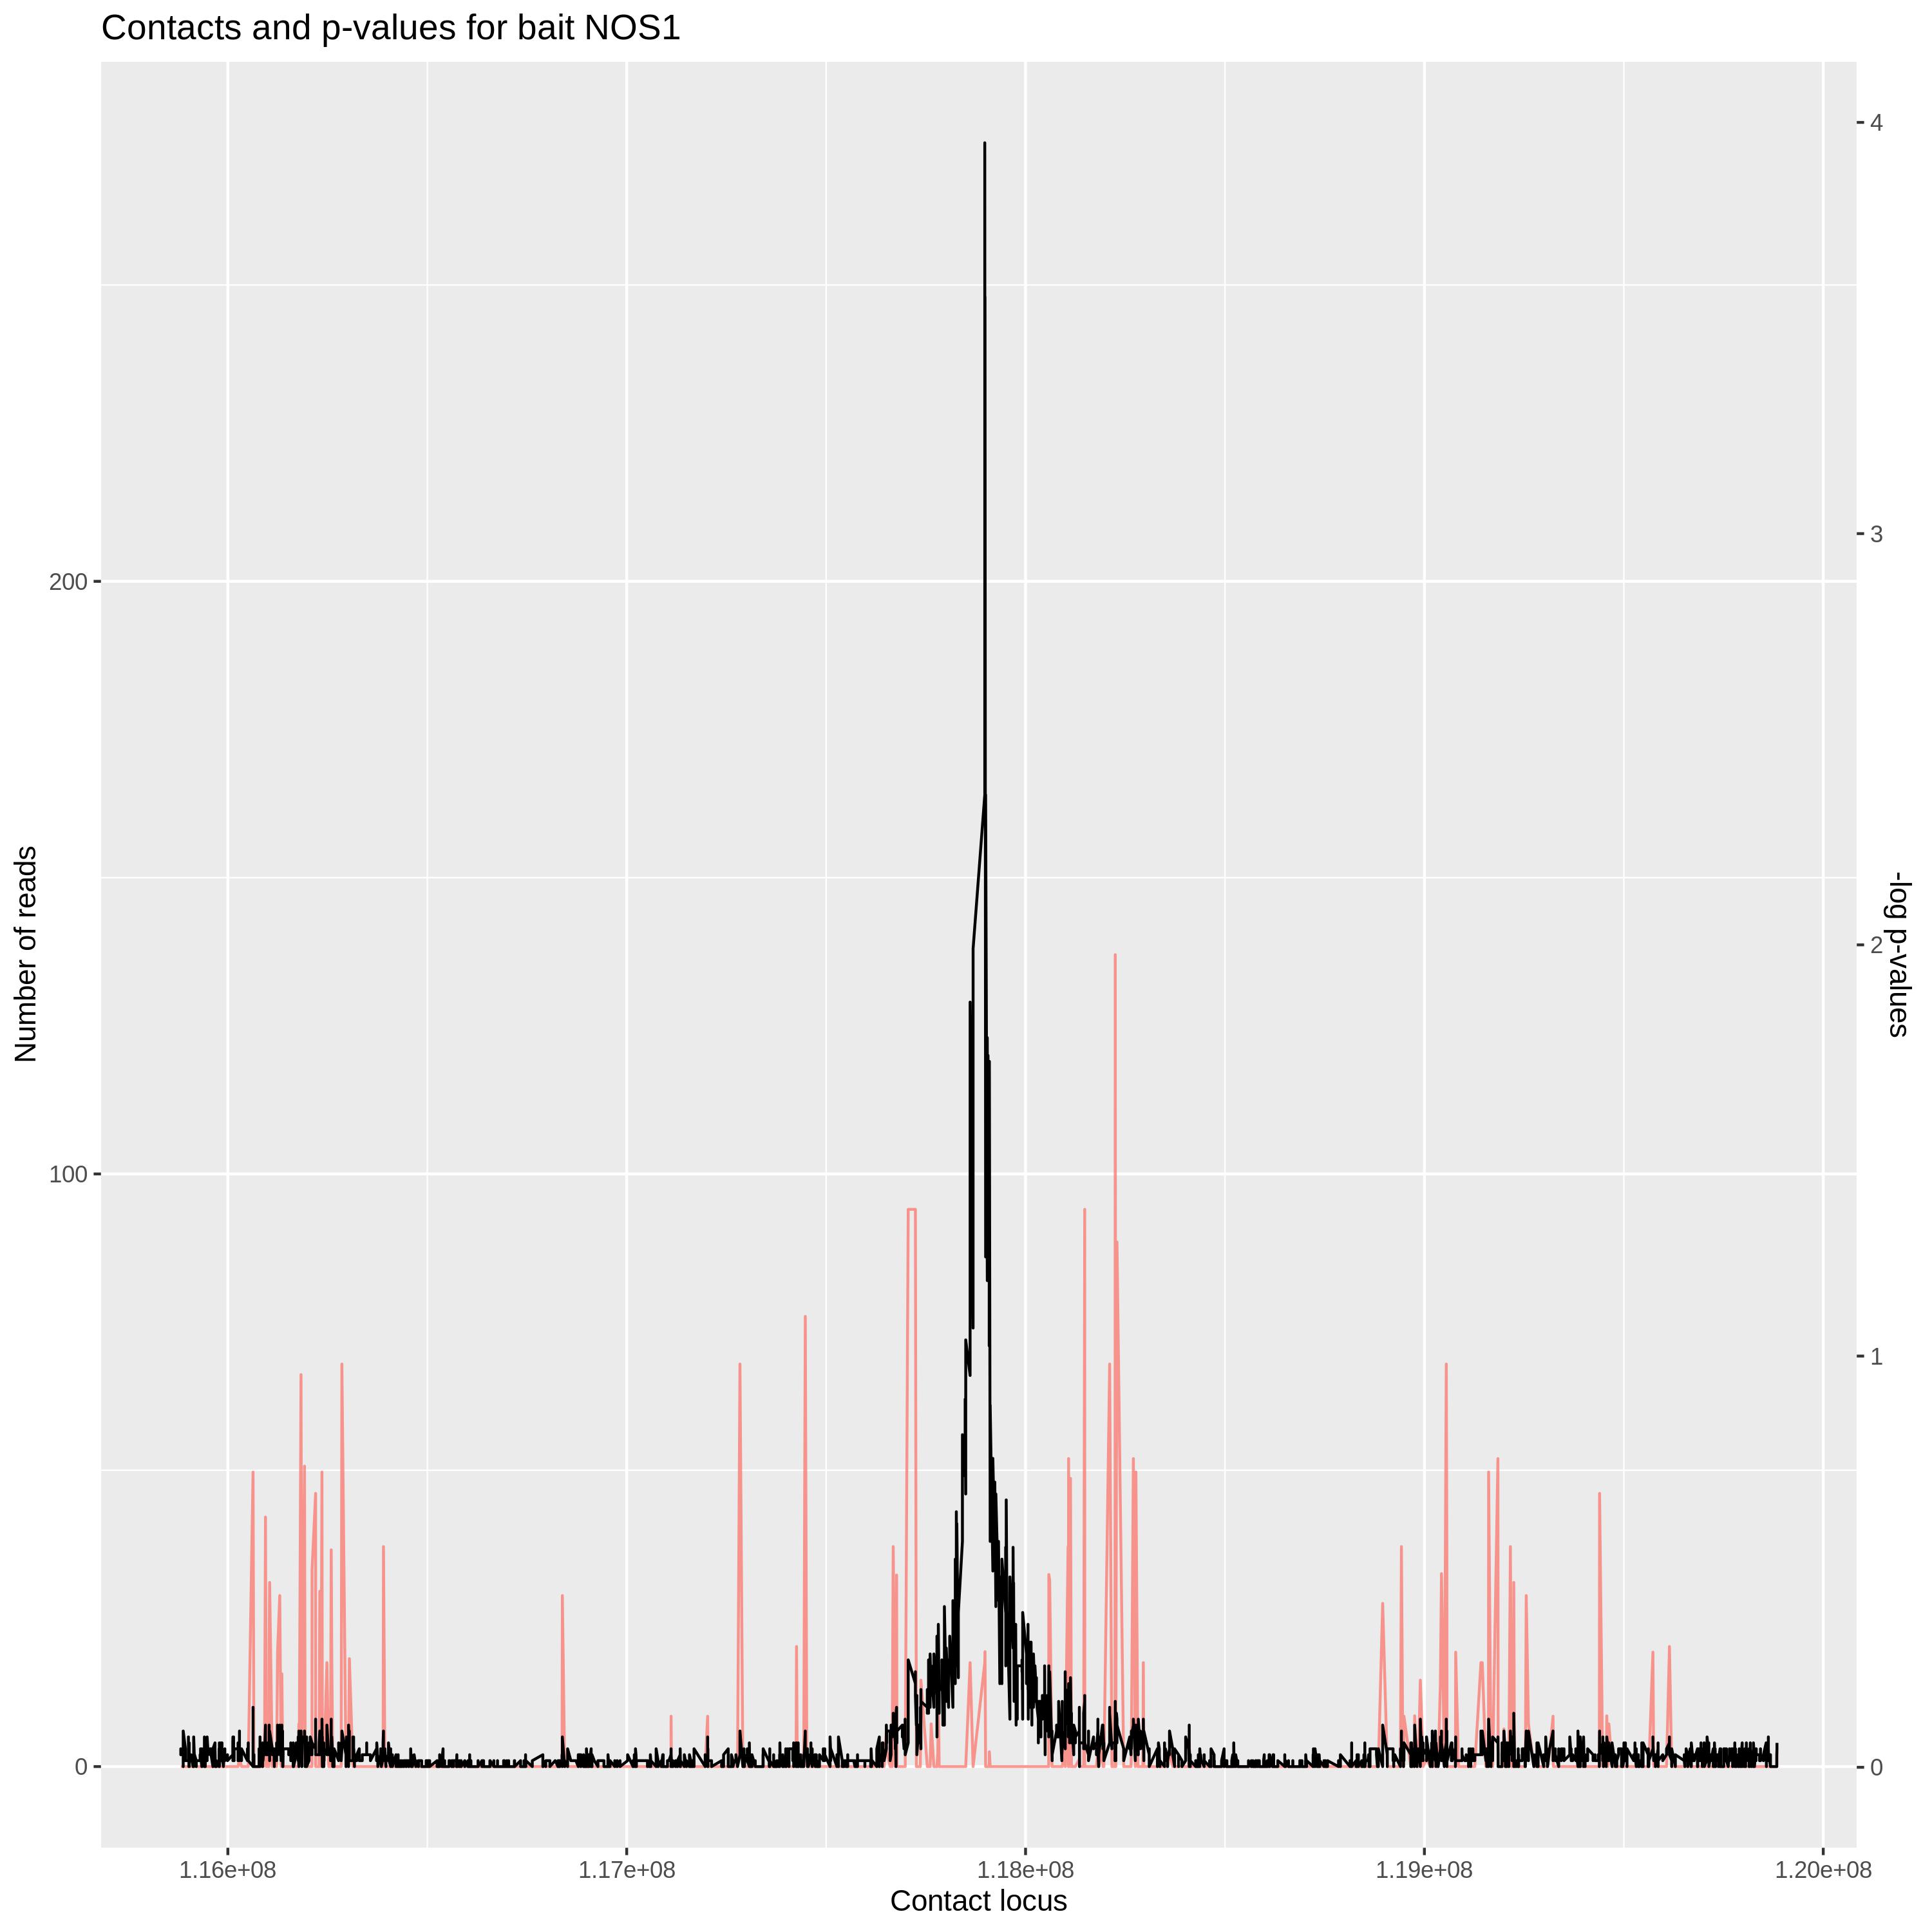 Contacts and p-values for bait NOS1
Number of reads
200
100
0
4
3
2
1
0
-log p-values
1.16e+08
1.17e+08
1.18e+08
1.19e+08
1.20e+08
Contact locus